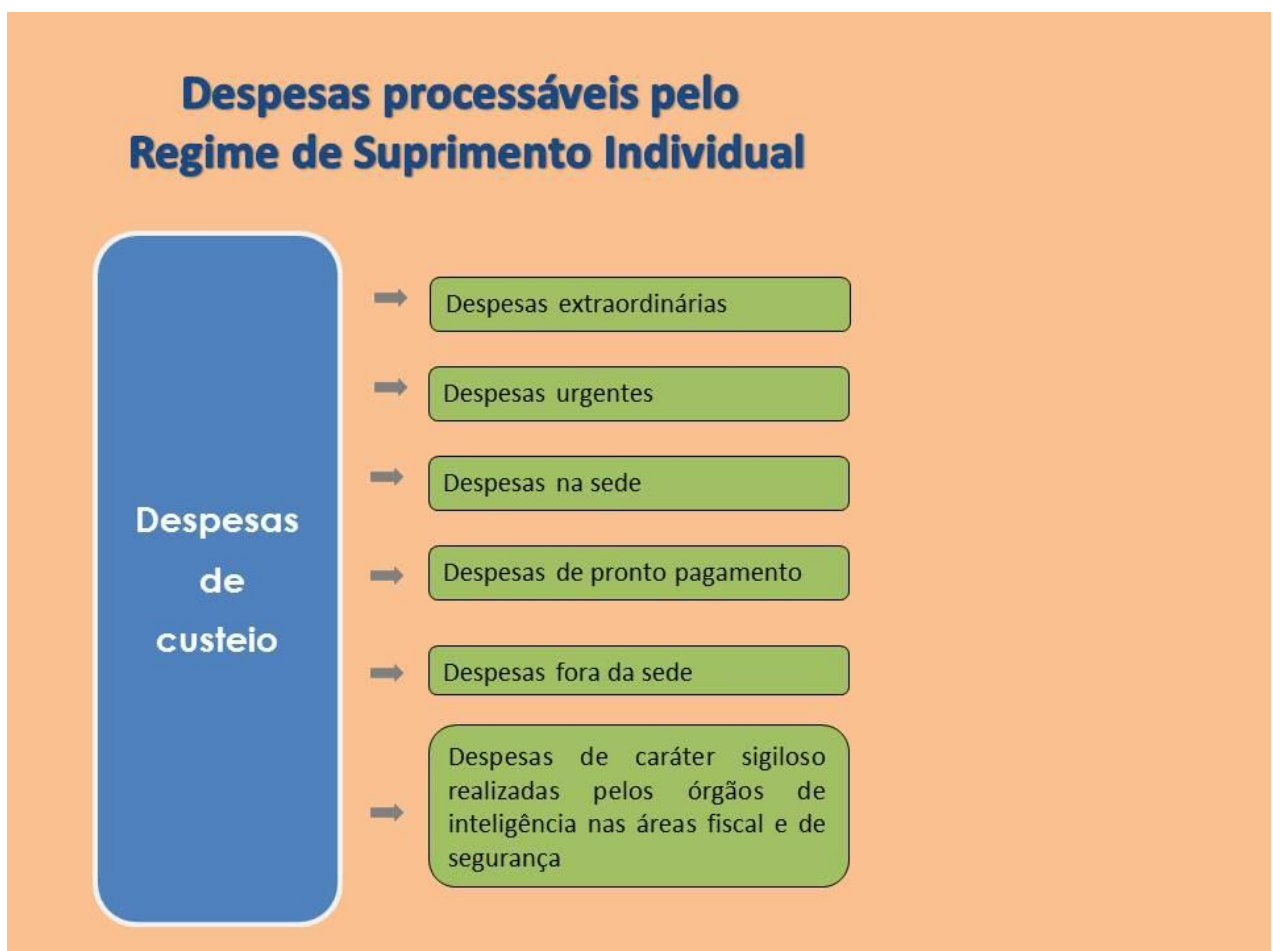 Despesas processáveis pelo
Regime de Suprimento Individual
Despesas
de
custeio
Despesas extraordinárias
Despesas urgentes
Despesas na sede
Despesas de pronto pagamento
Despesas fora da sede
Despesas de caráter sigiloso
realizadas pelos órgãos de
inteligência nas áreas fiscal e de
segurança